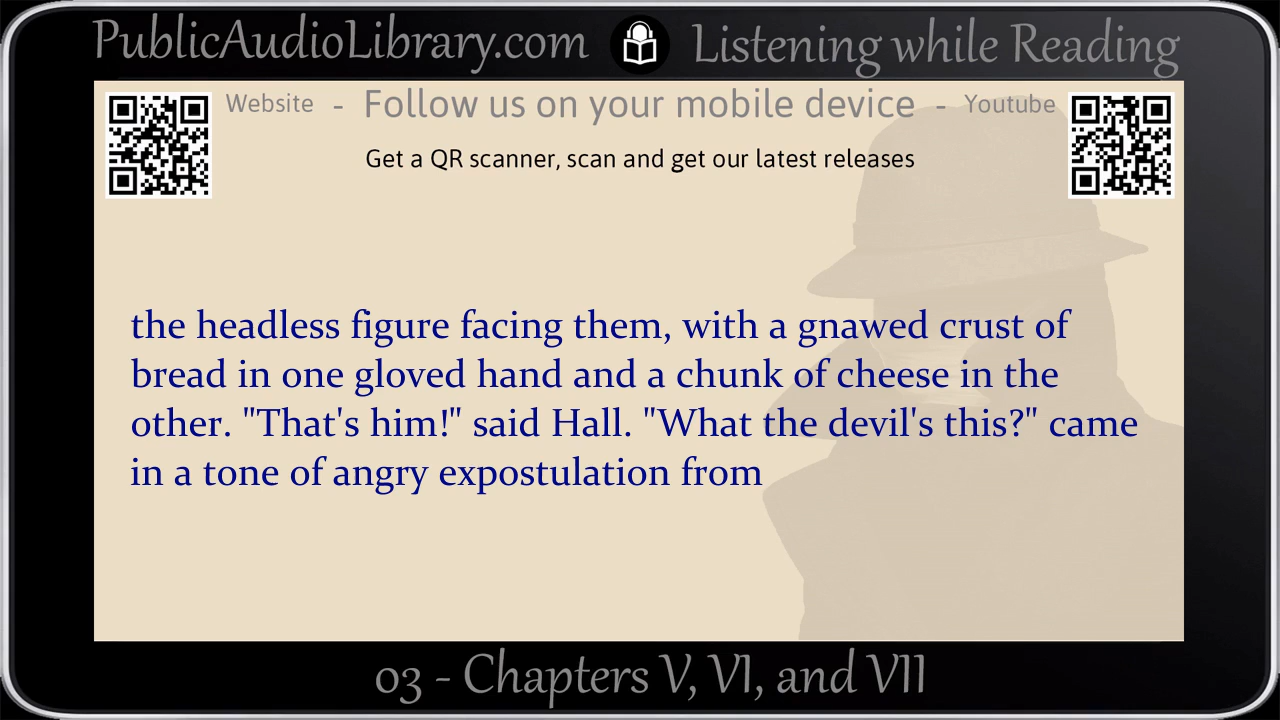 PublicAudioLibrary.com Listening while Reading
Website - Follow us on your mobile device - Youtube
Get a QR scanner, scan and get our latest releases
the headless figure facing them, with a gnawed crust of
bread in one gloved hand and a chunk of cheese in the
other. "That's him!" said Hall. "What the devil's this?" came
in a tone of angry expostulation from
03 - Chapters V, VI, and VII